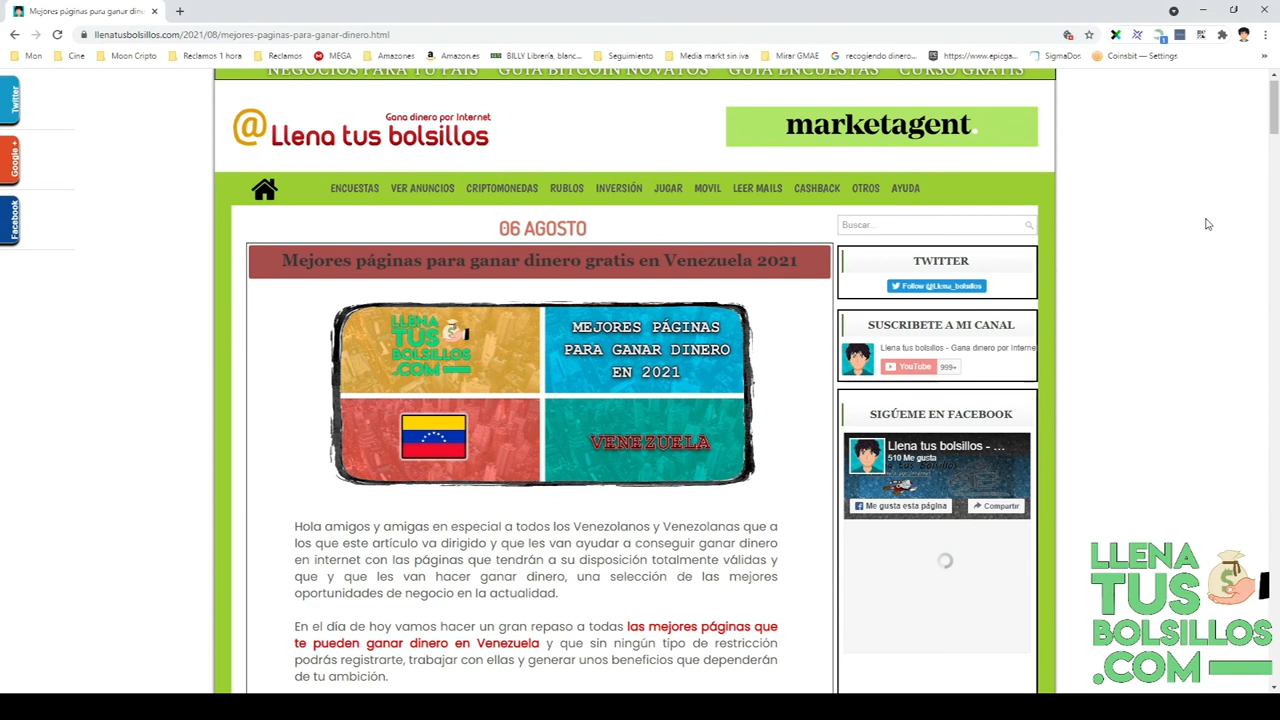 Mejores páginas para ganar din
llenatusbolsillos.com/2021/08/mejores-paginas-para-ganar-dinero.html
Mon Cine Moon Cripto Reclamos 1 hora Reclamos MEGA Amazones Amazon.es BILLY Librería, blanc... Seguimiento Media markt sin iva Mirar GMAE recogiendo dinero... https://www.epicga... SigmaDos Coinsbit — Settings
NEGOCIOS PARA TU PAÍS GUÍA BITCOIN NOVATOS GUÍA ENCUESTAS CURSO GRATIS
Twitter
Google +
Facebook
Gana dinero por Internet
@Llena tus bolsillos
marketagent.
ENCUESTAS VER ANUNCIOS CRIPTOMONEDAS RUBLOS INVERSIÓN JUGAR MOVIL LEER MAILS CASHBACK OTROS AYUDA
06 AGOSTO
Buscar...
Mejores páginas para ganar dinero gratis en Venezuela 2021
LLENA
TUS
BOLSILLOS
.COM
MEJORES PÁGINAS
PARA GANAR DINERO
EN 2021
VENEZUELA
Hola amigos y amigas en especial a todos los Venezolanos y Venezolanas que a
los que este artículo va dirigido y que les van ayudar a conseguir ganar dinero
en internet con las páginas que tendrán a su disposición totalmente válidas y
que y que les van hacer ganar dinero, una selección de las mejores
oportunidades de negocio en la actualidad.
En el día de hoy vamos hacer un gran repaso a todas las mejores páginas que
te pueden ganar dinero en Venezuela y que sin ningún tipo de restricción
podrás registrarte, trabajar con ellas y generar unos beneficios que dependerán
de tu ambición.
TWITTER
Follow @Llena_bolsillos
SUSCRIBETE A MI CANAL
Llena tus bolsillos - Gana dinero por Interne
YouTube 999+
SIGÚEME EN FACEBOOK
Llena tus bolsillos - ...
510 Me gusta
Me gusta esta página Compartir
LLENA
TUS
BOLSILLOS
.COM